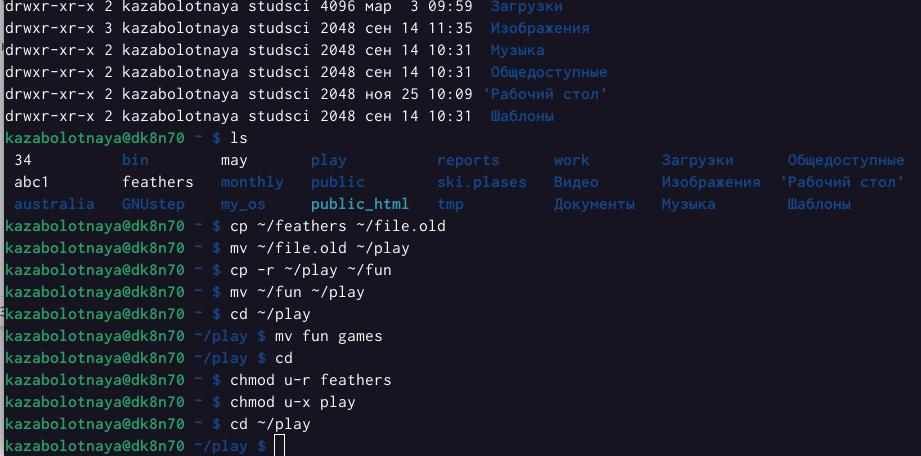 drwxr-xr-x 2 kazabolotnaya studsci 4096 мар  3 09:59  Загрузки
drwxr-xr-x 3 kazabolotnaya studsci 2048 сен 14 11:35  Изображения
drwxr-xr-x 2 kazabolotnaya studsci 2048 сен 14 10:31  Музыка
drwxr-xr-x 2 kazabolotnaya studsci 2048 сен 14 10:31  Общедоступные
drwxr-xr-x 2 kazabolotnaya studsci 2048 ноя 25 10:09 'Рабочий стол'
drwxr-xr-x 2 kazabolotnaya studsci 2048 сен 14 10:31  Шаблоны
kazabolotnaya@dk8n70 ~ $ ls
34 bin may play reports work Загрузки Общедоступные
abc1 feathers monthly public ski.plases Видео Изображения 'Рабочий стол'
australia GNUstep my_os public_html tmp Документы Музыка Шаблоны
kazabolotnaya@dk8n70 ~ $ cp ~/feathers ~/file.old
kazabolotnaya@dk8n70 ~ $ mv ~/file.old ~/play
kazabolotnaya@dk8n70 ~ $ cp -r ~/play ~/fun
kazabolotnaya@dk8n70 ~ $ mv ~/fun ~/play
kazabolotnaya@dk8n70 ~ $ cd ~/play
kazabolotnaya@dk8n70 ~/play $ mv fun games
kazabolotnaya@dk8n70 ~/play $ cd
kazabolotnaya@dk8n70 ~ $ chmod u-r feathers
kazabolotnaya@dk8n70 ~ $ chmod u-x play
kazabolotnaya@dk8n70 ~ $ cd ~/play
kazabolotnaya@dk8n70 ~/play $